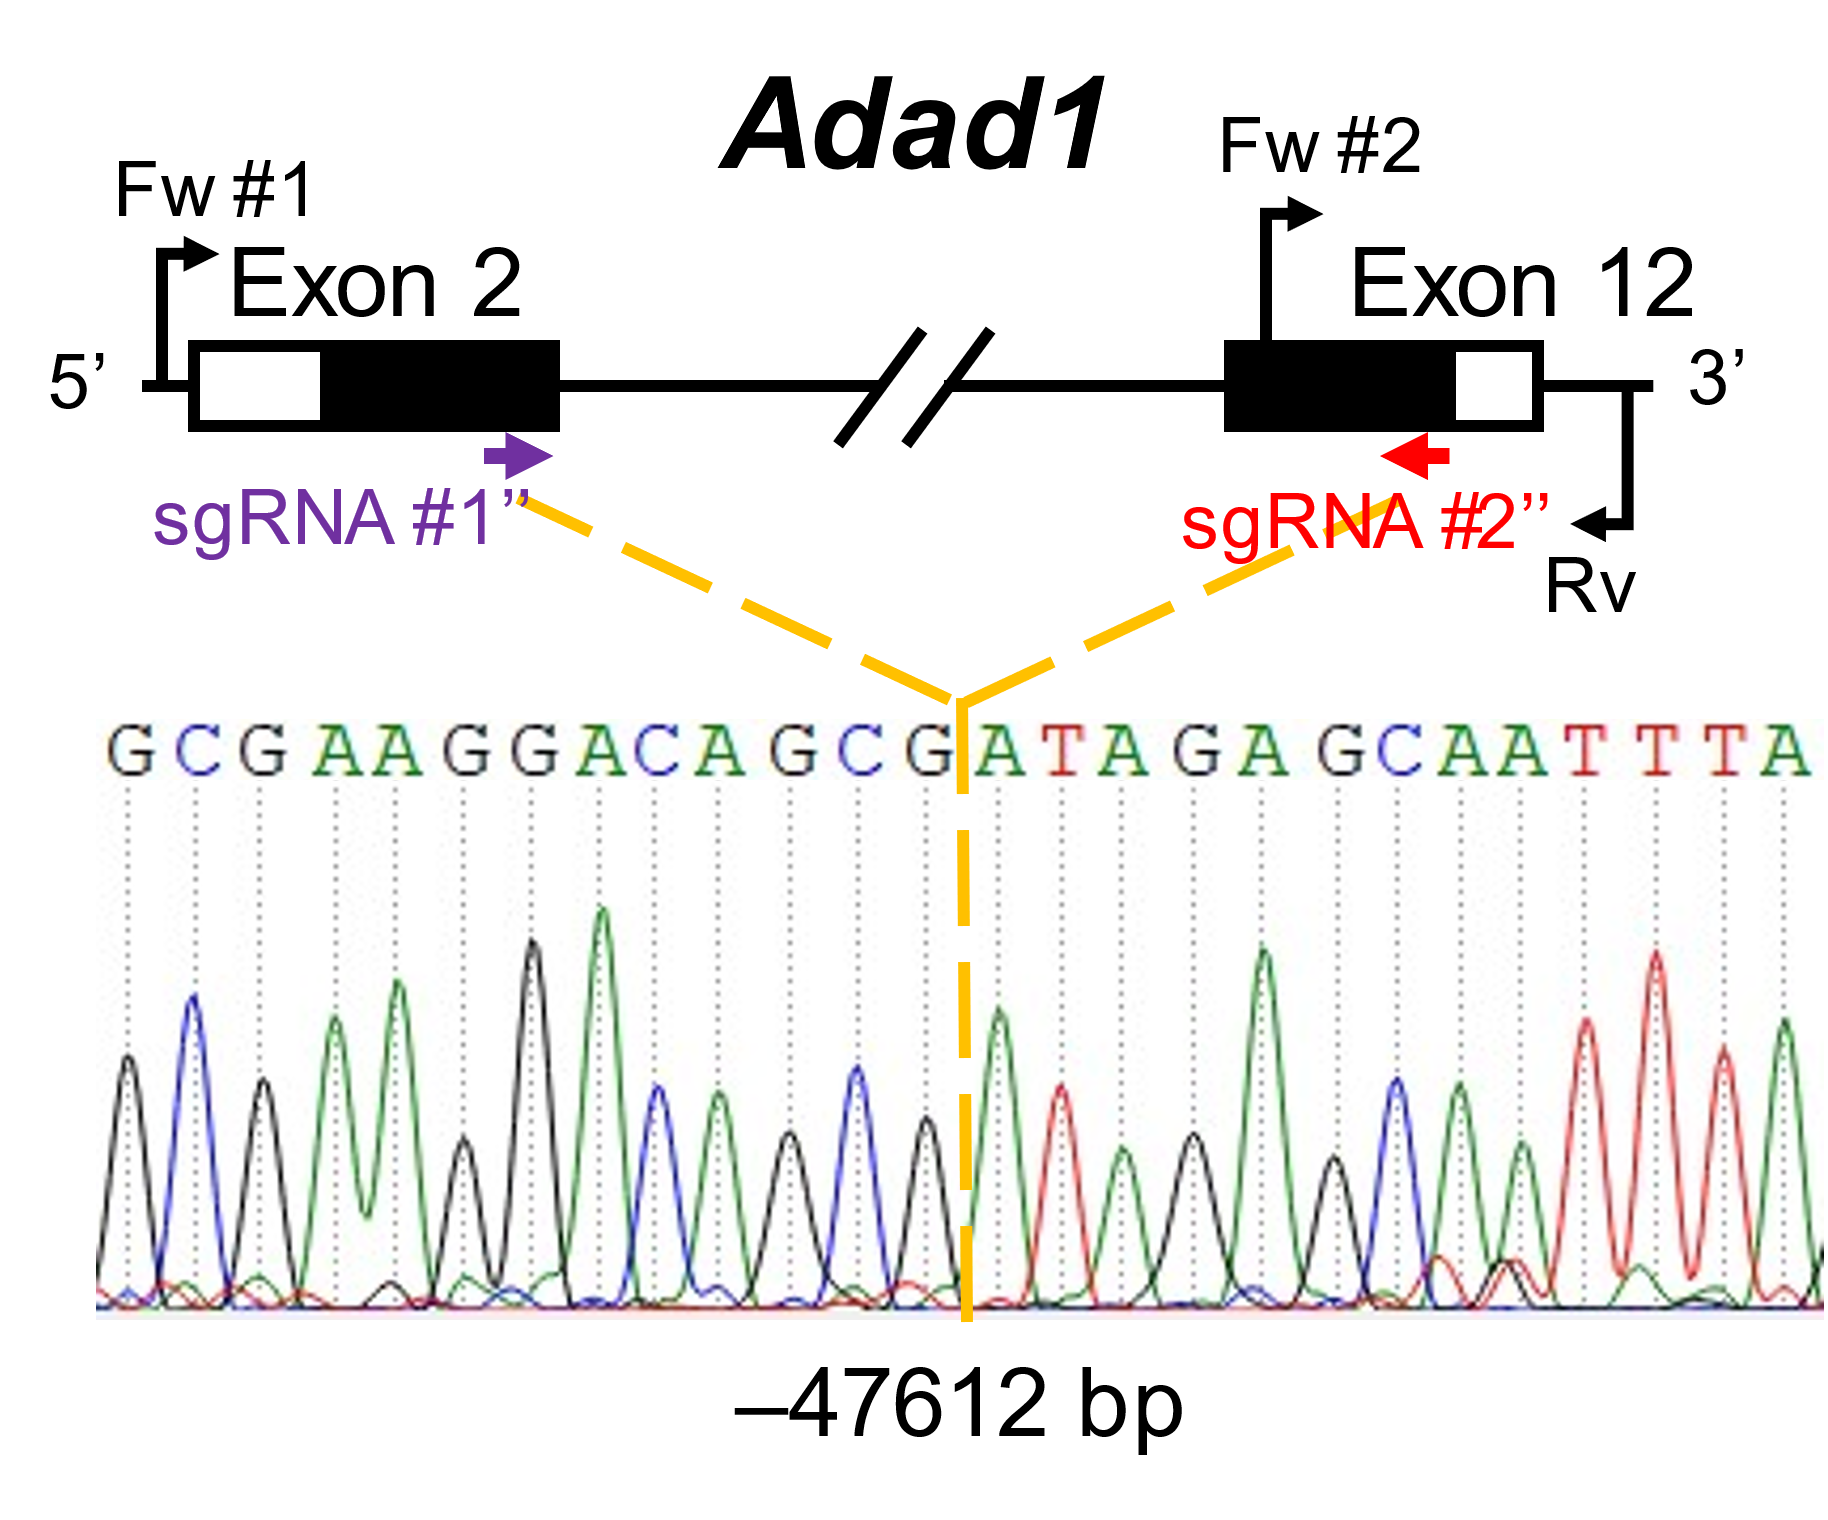 Adad1
Fw #1
Fw #2
Exon 2
Exon 12
5’
3’
sgRNA #1”
sgRNA #2”
Rv
GCGAAGGACAGCGATAGAGCAATTTA
–47612 bp